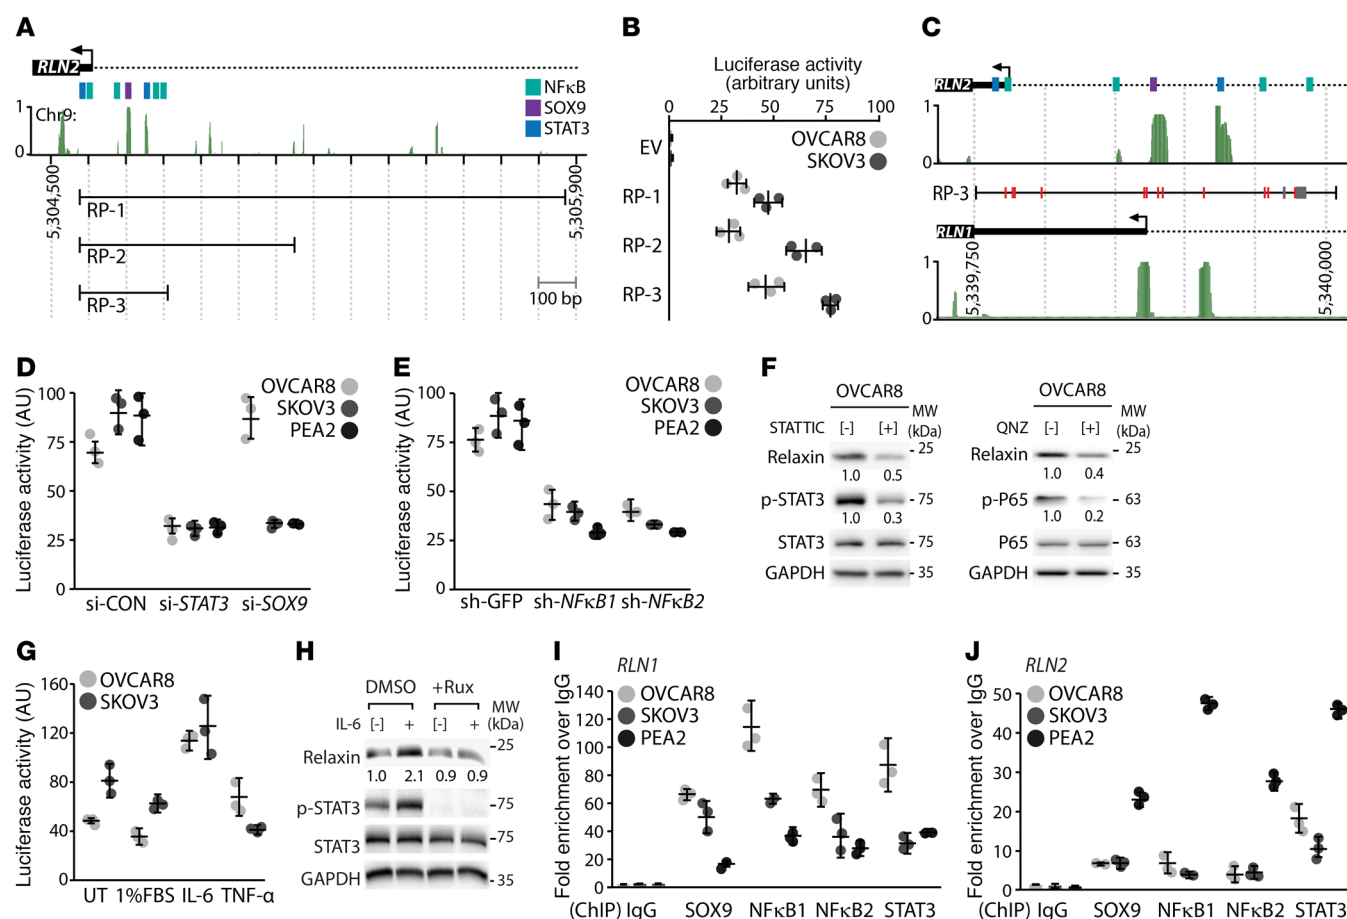 A
RLN2
NFκB
SOX9
STAT3
Chr9:
1
0
5,304,500
5,305,900
RP-1
RP-2
RP-3
100 bp
B
Luciferase activity
(arbitrary units)
0 25 50 75 100
OVCAR8
SKOV3
EV
RP-1
RP-2
RP-3
C
RLN2
1
0
RP-3
RLN1
5,339,750
5,340,000
1
0
D
Luciferase activity (AU)
100
75
50
25
0
OVCAR8
SKOV3
PEA2
si-CON si-STAT3 si-SOX9
E
Luciferase activity (AU)
100
75
50
25
0
OVCAR8
SKOV3
PEA2
sh-GFP sh-NFκB1 sh-NFκB2
F
OVCAR8
MW
(kDa)
STATTIC [-] [+]
Relaxin 25
1.0 0.5
p-STAT3 75
1.0 0.3
STAT3 75
GAPDH 35
OVCAR8
MW
(kDa)
QNZ [-] [+]
Relaxin 25
1.0 0.4
p-P65 63
1.0 0.2
P65 63
GAPDH 35
G
Luciferase activity (AU)
160
120
80
40
0
OVCAR8
SKOV3
UT 1%FBS IL-6 TNF-α
H
DMSO +Rux
MW
(kDa)
IL-6 [-] + [-] +
Relaxin 25
1.0 2.1 0.9 0.9
p-STAT3 75
STAT3 75
GAPDH 35
I
RLN1
Fold enrichment over IgG
140
120
100
80
60
40
20
0
OVCAR8
SKOV3
PEA2
(ChIP) IgG SOX9 NFκB1 NFκB2 STAT3
J
RLN2
Fold enrichment over IgG
50
40
30
20
10
0
OVCAR8
SKOV3
PEA2
(ChIP) IgG SOX9 NFκB1 NFκB2 STAT3